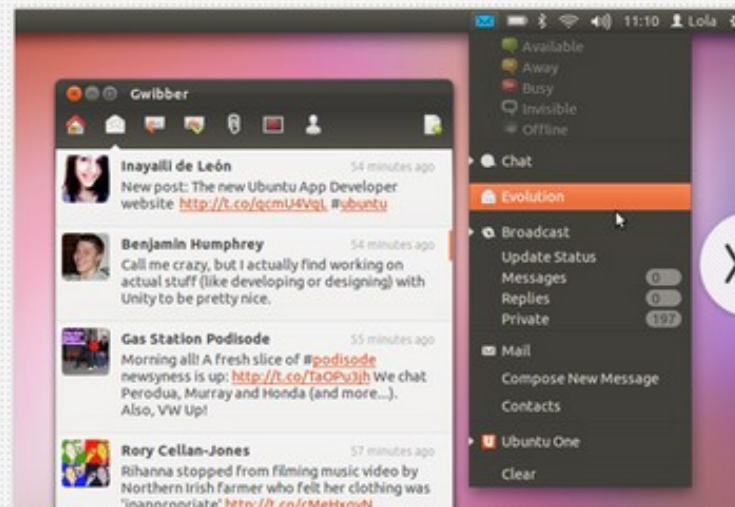 11:10 Lola
Gwibber
Inayaili de León 54 minutes ago
New post: The new Ubuntu App Developer
website http://t.co/qcmU4VqL #ubuntu
Benjamin Humphrey 54 minutes ago
Call me crazy, but I actually find working on
actual stuff (like developing or designing) with
Unity to be pretty nice.
Gas Station Podisode 55 minutes ago
Morning all! A fresh slice of #podisode
newsyness is up: http://t.co/TaOPu3jh We chat
Perodua, Murray and Honda (and more...).
Also, VW Up!
Rory Cellan-Jones 57 minutes ago
Rihanna stopped from filming music video by
Northern Irish farmer who felt her clothing was
'inappropriate' http://t.co/cMeHxqvN
Available
Away
Busy
Invisible
Offline
Chat
Evolution
Broadcast
Update Status
Messages 0
Replies 0
Private 197
Mail
Compose New Message
Contacts
Ubuntu One
Clear